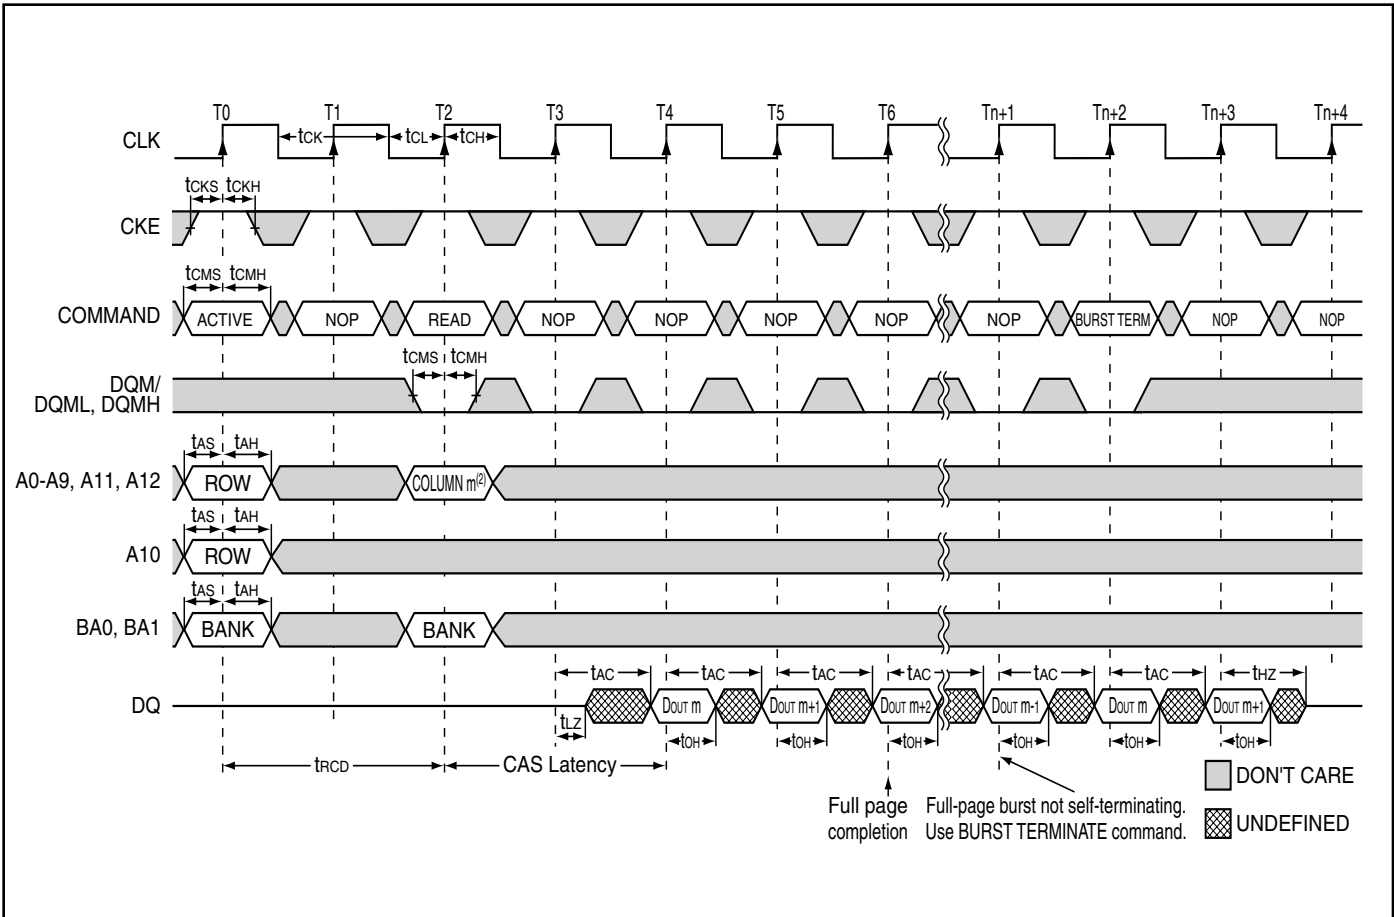 T0 T1 T2 T3 T4 T5 T6 Tn+1 Tn+2 Tn+3 Tn+4
CLK
tCK tCL tCH
tCKS tCKH
CKE
tCMS tCMH
COMMAND
ACTIVE NOP READ NOP NOP NOP NOP NOP BURST TERM NOP NOP
tCMS tCMH
DQM/
DQML, DQMH
tAS tAH
A0-A9, A11, A12
ROW COLUMN m(2)
tAS tAH
A10
ROW
tAS tAH
BA0, BA1
BANK BANK
tAC tAC tAC tAC tAC tAC tHZ
DQ
DOUT m DOUT m+1 DOUT m+2 DOUT m-1 DOUT m DOUT m+1
tLZ tOH tOH tOH tOH tOH tOH
tRCD CAS Latency
DON'T CARE
UNDEFINED
Full page
completion
Full-page burst not self-terminating.
Use BURST TERMINATE command.